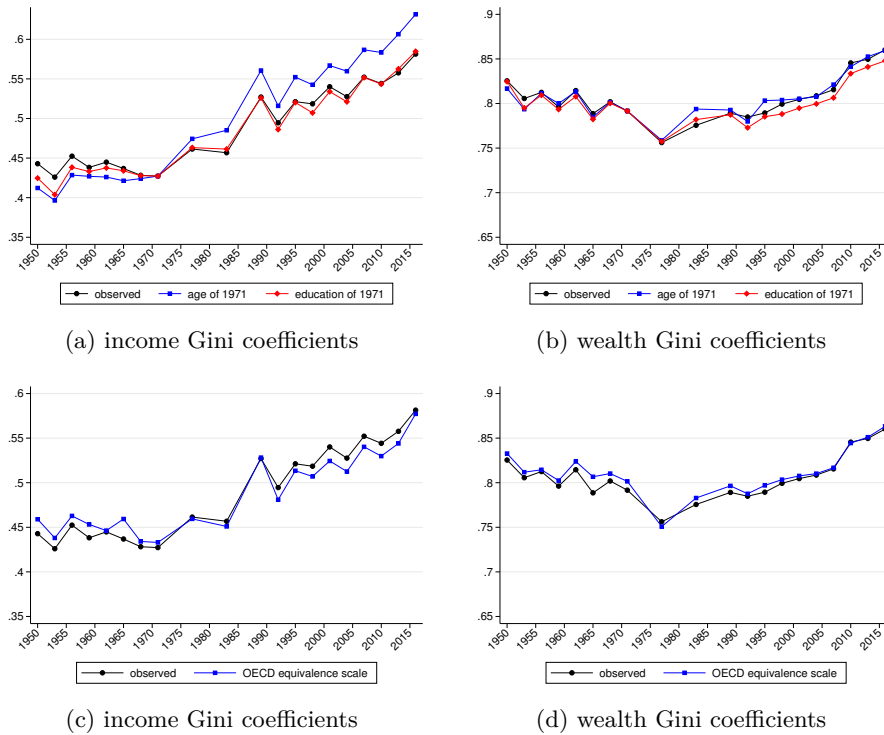 .6
.55
.5
.45
.4
.35
1950 1955 1960 1965 1970 1975 1980 1985 1990 1995 2000 2005 2010 2015
observed age of 1971 education of 1971
(a) income Gini coefficients
.9
.85
.8
.75
.7
.65
1950 1955 1960 1965 1970 1975 1980 1985 1990 1995 2000 2005 2010 2015
observed age of 1971 education of 1971
(b) wealth Gini coefficients
.6
.55
.5
.45
.4
.35
1950 1955 1960 1965 1970 1975 1980 1985 1990 1995 2000 2005 2010 2015
observed OECD equivalence scale
(c) income Gini coefficients
.9
.85
.8
.75
.7
.65
1950 1955 1960 1965 1970 1975 1980 1985 1990 1995 2000 2005 2010 2015
observed OECD equivalence scale
(d) wealth Gini coefficients